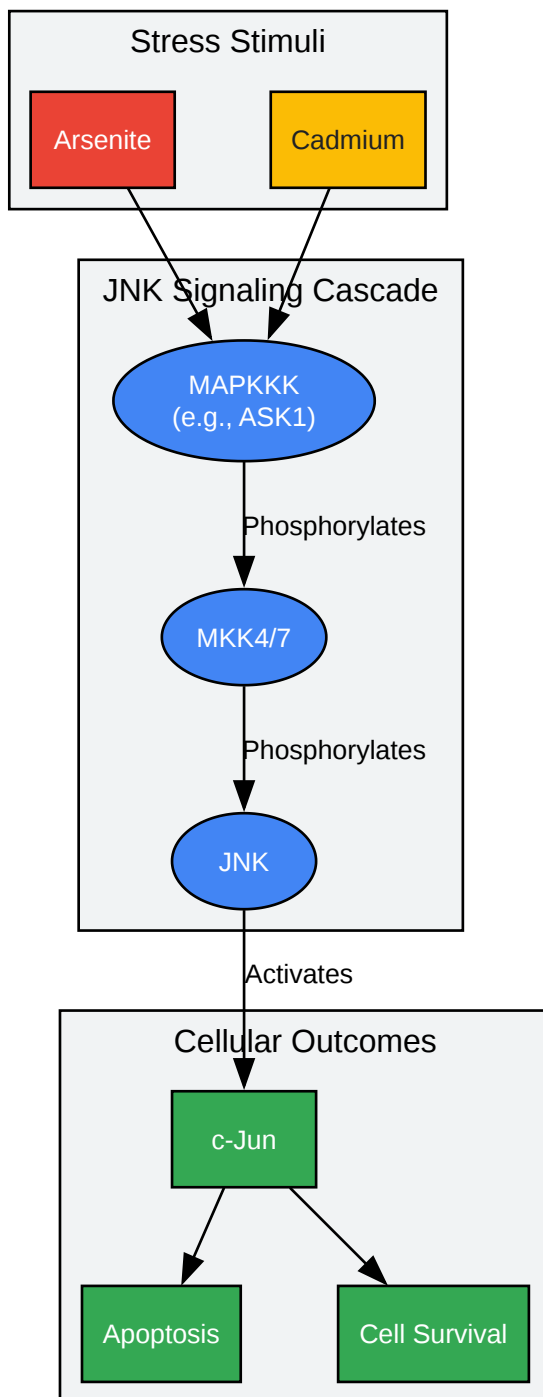 Stress Stimuli
Arsenite
Cadmium
JNK Signaling Cascade
MAPKKK
(e.g., ASK1)
Phosphorylates
MKK4/7
Phosphorylates
JNK
Activates
Cellular Outcomes
c-Jun
Apoptosis
Cell Survival